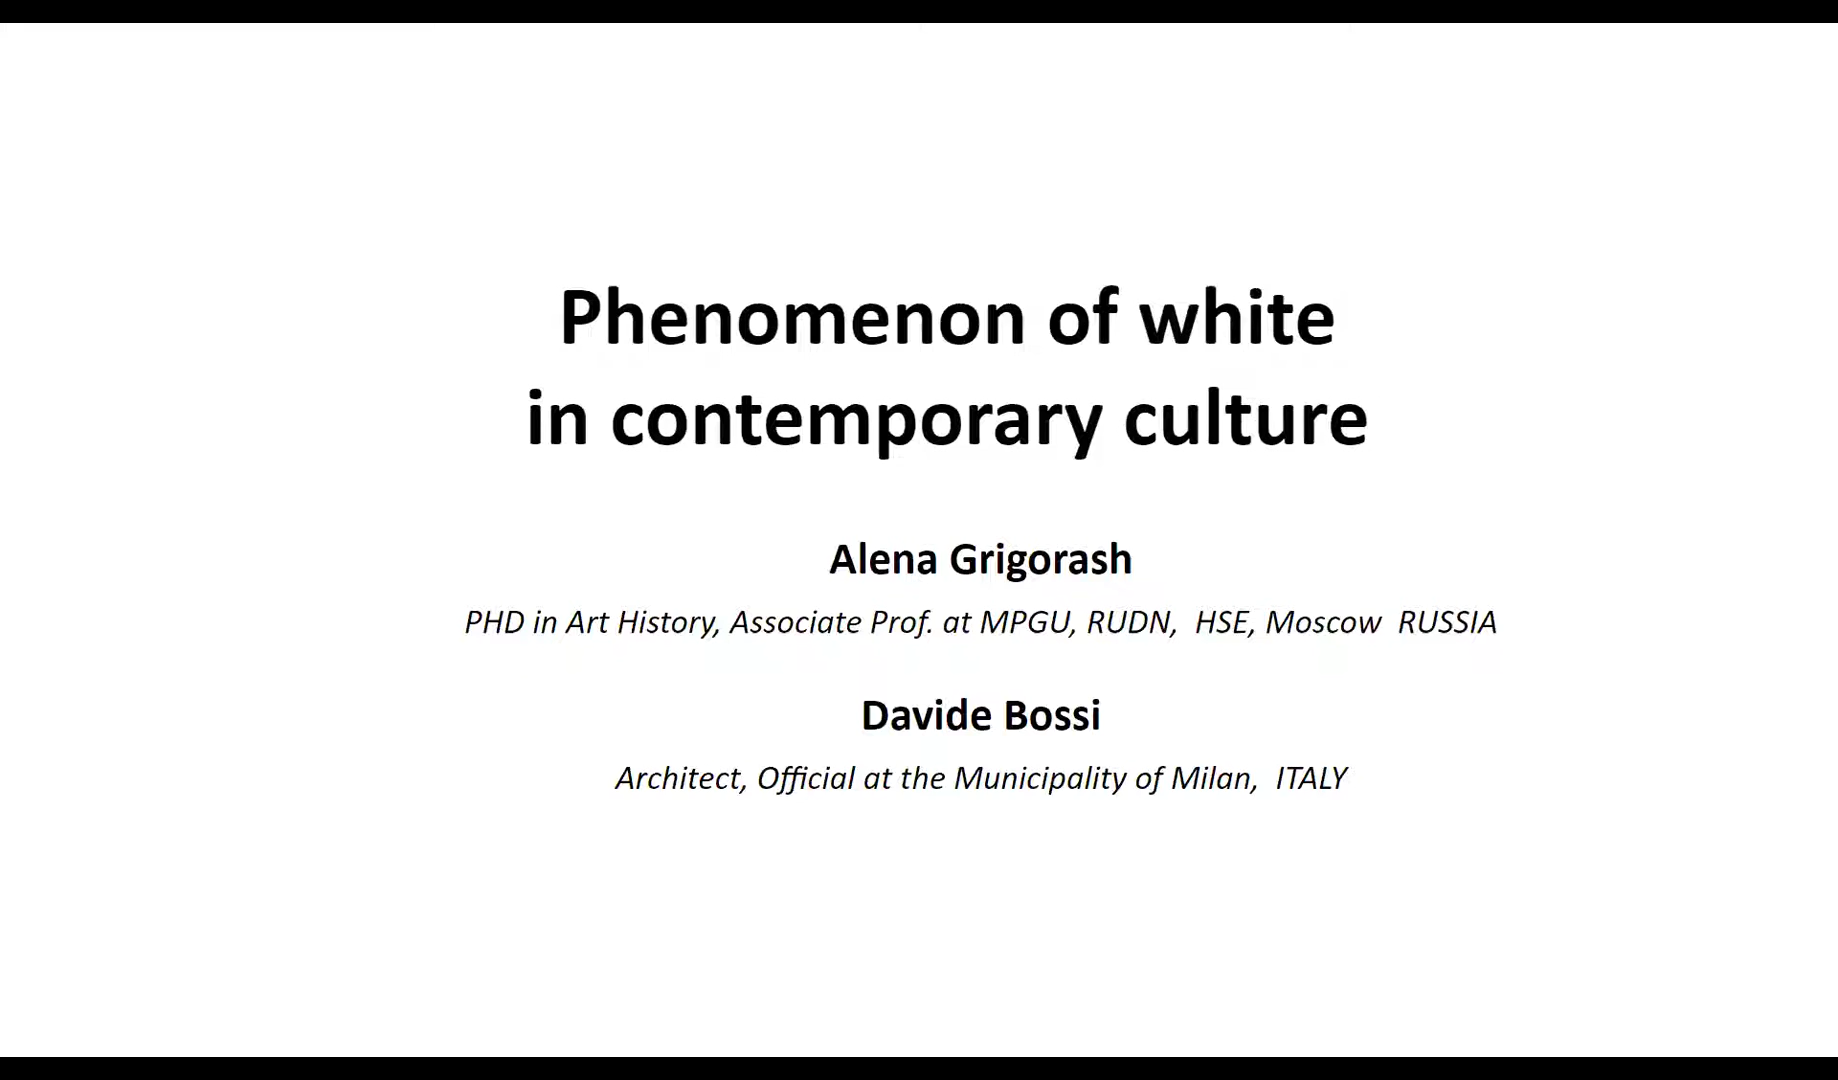 Phenomenon of white
in contemporary culture
Alena Grigorash
PHD in Art History, Associate Prof. at MPGU, RUDN, HSE, Moscow RUSSIA
Davide Bossi
Architect, Official at the Municipality of Milan, ITALY